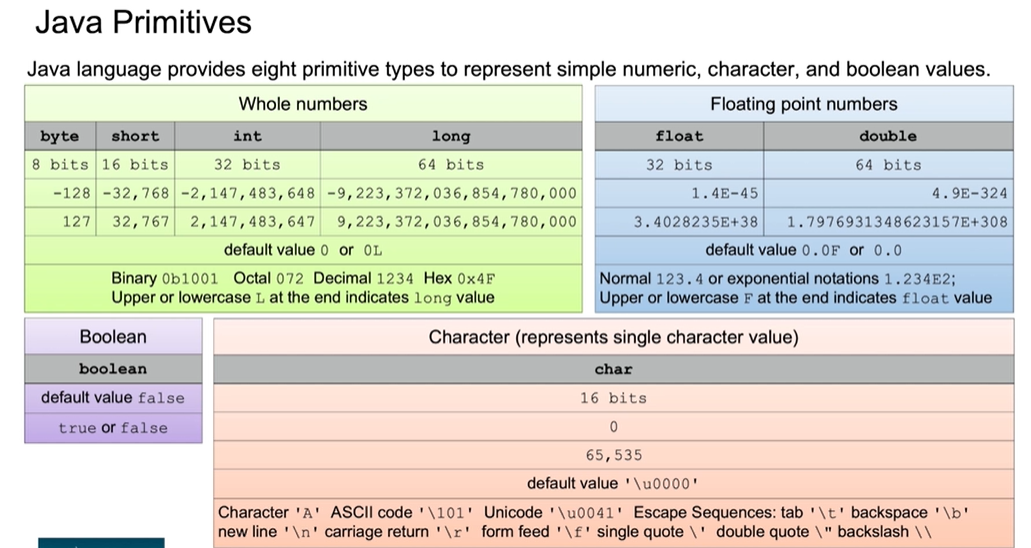 Java Primitives
Java language provides eight primitive types to represent simple numeric, character, and boolean values.
Whole numbers
byte short int long
8 bits 16 bits 32 bits 64 bits
-128 -32,768 -2,147,483,648 -9,223,372,036,854,780,000
127 32,767 2,147,483,647 9,223,372,036,854,780,000
default value 0 or 0L
Binary 0b1001 Octal 072 Decimal 1234 Hex 0x4F
Upper or lowercase L at the end indicates long value
Floating point numbers
float double
32 bits 64 bits
1.4E-45 4.9E-324
3.4028235E+38 1.7976931348623157E+308
default value 0.0F or 0.0
Normal 123.4 or exponential notations 1.234E2;
Upper or lowercase F at the end indicates float value
Boolean
boolean
default value false
true or false
Character (represents single character value)
char
16 bits
0
65,535
default value '\u0000'
Character 'A' ASCII code '\101' Unicode '\u0041' Escape Sequences: tab '\t' backspace '\b'
new line '\n' carriage return '\r' form feed '\f' single quote \' double quote \" backslash \\